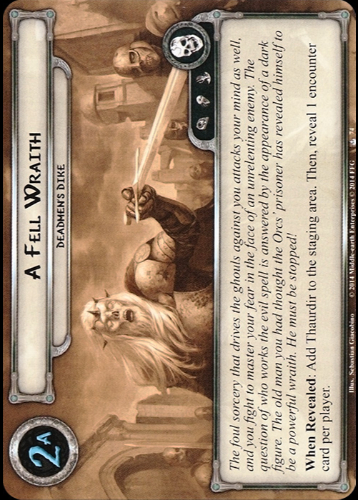 2A
A FELL WRAITH
DEADMEN'S DIKE
The foul sorcery that drives the ghouls against you attacks your mind as well,
and you fight to master your fear in the face of an unrelenting enemy. The
question of who works the evil spell is answered by the appearance of a dark
figure. The old man you had thought the Orcs' prisoner has revealed himself to
be a powerful wraith. He must be stopped!
When Revealed: Add Thaurdir to the staging area. Then, reveal 1 encounter
card per player.
Illus. Sebastian Giacobino © 2014 Middle-earth Enterprises © 2014 FFG 74